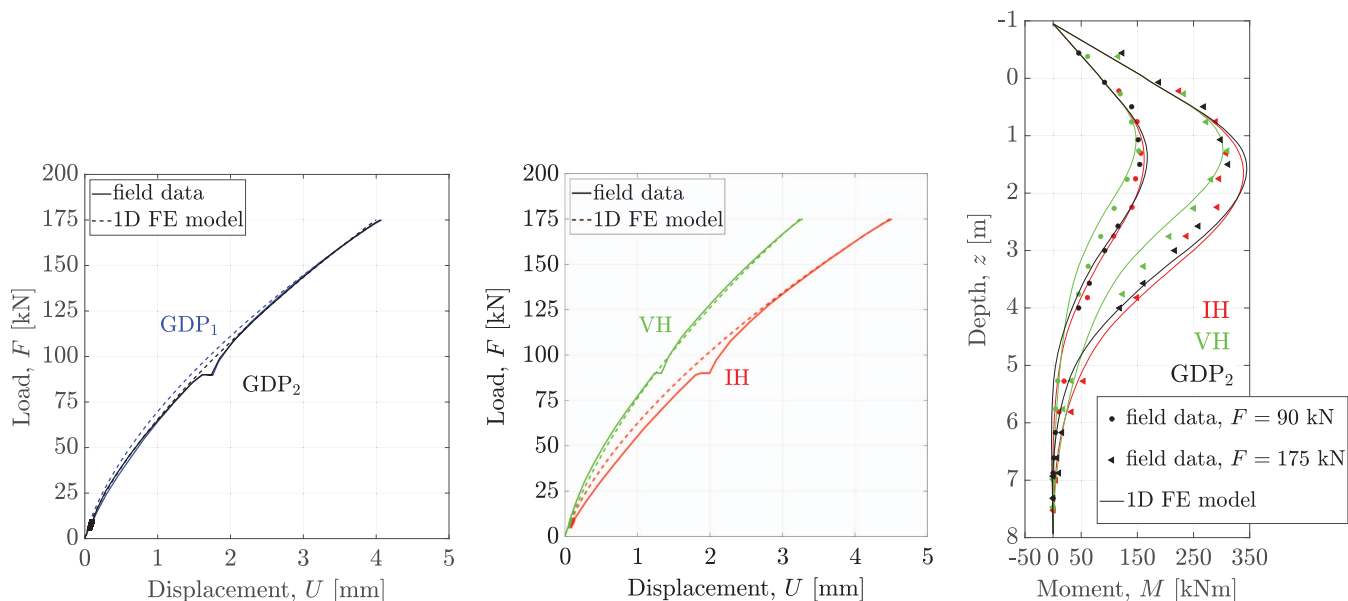 200
175
150
125
100
75
50
25
0
Load, F [kN]
field data
1D FE model
GDP1
GDP2
0 1 2 3 4 5
Displacement, U [mm]
200
175
150
125
100
75
50
25
0
Load, F [kN]
field data
1D FE model
VH
IH
0 1 2 3 4 5
Displacement, U [mm]
-1
0
1
2
3
4
5
6
7
8
Depth, z [m]
IH
VH
GDP2
field data, F = 90 kN
field data, F = 175 kN
1D FE model
-50 0 50 150 250 350
Moment, M [kNm]